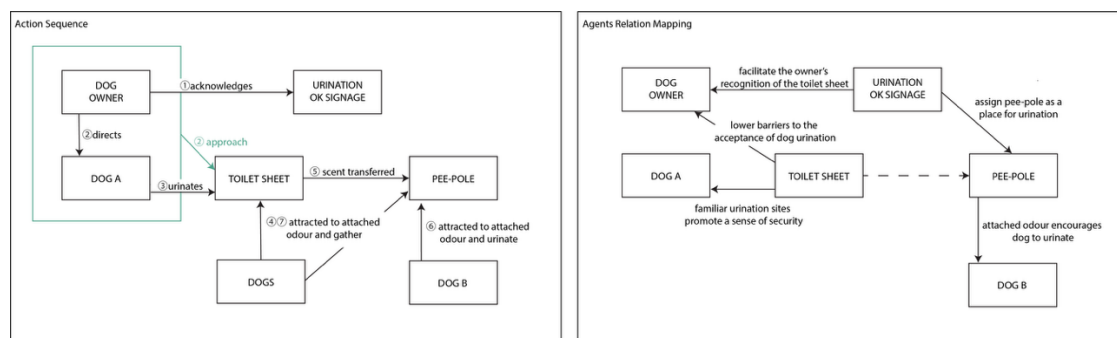 Action Sequence
DOG
OWNER
①acknowledges
URINATION
OK SIGNAGE
②directs
② approach
DOG A
③urinates
TOILET SHEET
⑤ scent transferred
PEE-POLE
④⑦ attracted to attached
odour and gather
⑥ attracted to attached
odour and urinate
DOGS
DOG B
Agents Relation Mapping
DOG
OWNER
facilitate the owner's
recognition of the toilet sheet
URINATION
OK SIGNAGE
assign pee-pole as a
place for urination
lower barriers to the
acceptance of dog urination
DOG A
TOILET SHEET
PEE-POLE
familiar urination sites
promote a sense of security
attached odour encourages
dog to urinate
DOG B